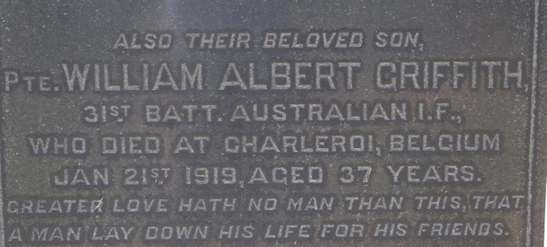 ALSO THEIR BELOVED SON,
PTE. WILLIAM ALBERT GRIFFITH,
31ST BATT. AUSTRALIAN I.F.,
WHO DIED AT CHARLEROI, BELGIUM
JAN 21ST 1919, AGED 37 YEARS.
GREATER LOVE HATH NO MAN THAN THIS, THAT
A MAN LAY DOWN HIS LIFE FOR HIS FRIENDS.